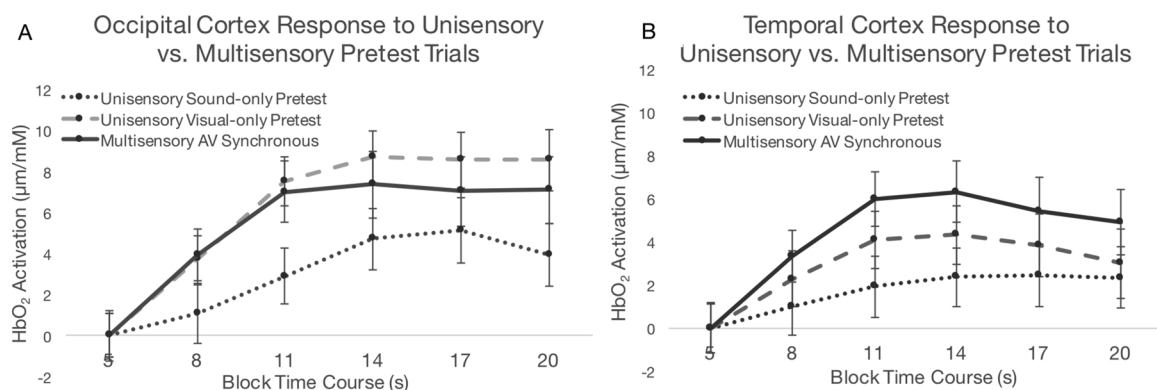 A
Occipital Cortex Response to Unisensory
vs. Multisensory Pretest Trials
HbO₂ Activation (µm/mM)
12
10
8
6
4
2
0
-2
Unisensory Sound-only Pretest
Unisensory Visual-only Pretest
Multisensory AV Synchronous
5 8 11 14 17 20
Block Time Course (s)
B
Temporal Cortex Response to
Unisensory vs. Multisensory Pretest Trials
HbO₂ Activation (µm/mM)
12
10
8
6
4
2
0
-2
Unisensory Sound-only Pretest
Unisensory Visual-only Pretest
Multisensory AV Synchronous
5 8 11 14 17 20
Block Time Course (s)